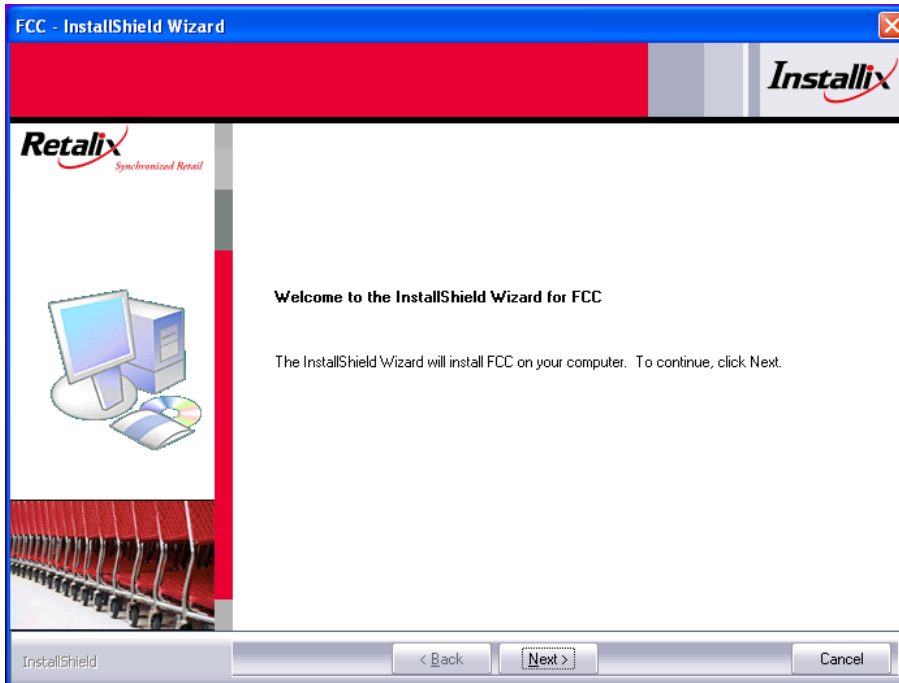 FCC - InstallShield Wizard
Installix
Retalix
Synchronized Retail
Welcome to the InstallShield Wizard for FCC
The InstallShield Wizard will install FCC on your computer. To continue, click Next.
InstallShield
< Back
Next >
Cancel